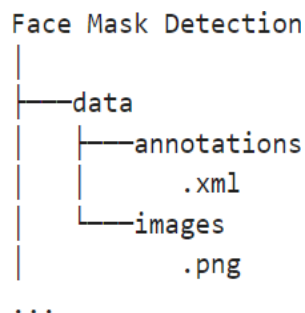 Face Mask Detection
│
├───data
│   ├───annotations
│   │       .xml
│   └───images
│           .png
...